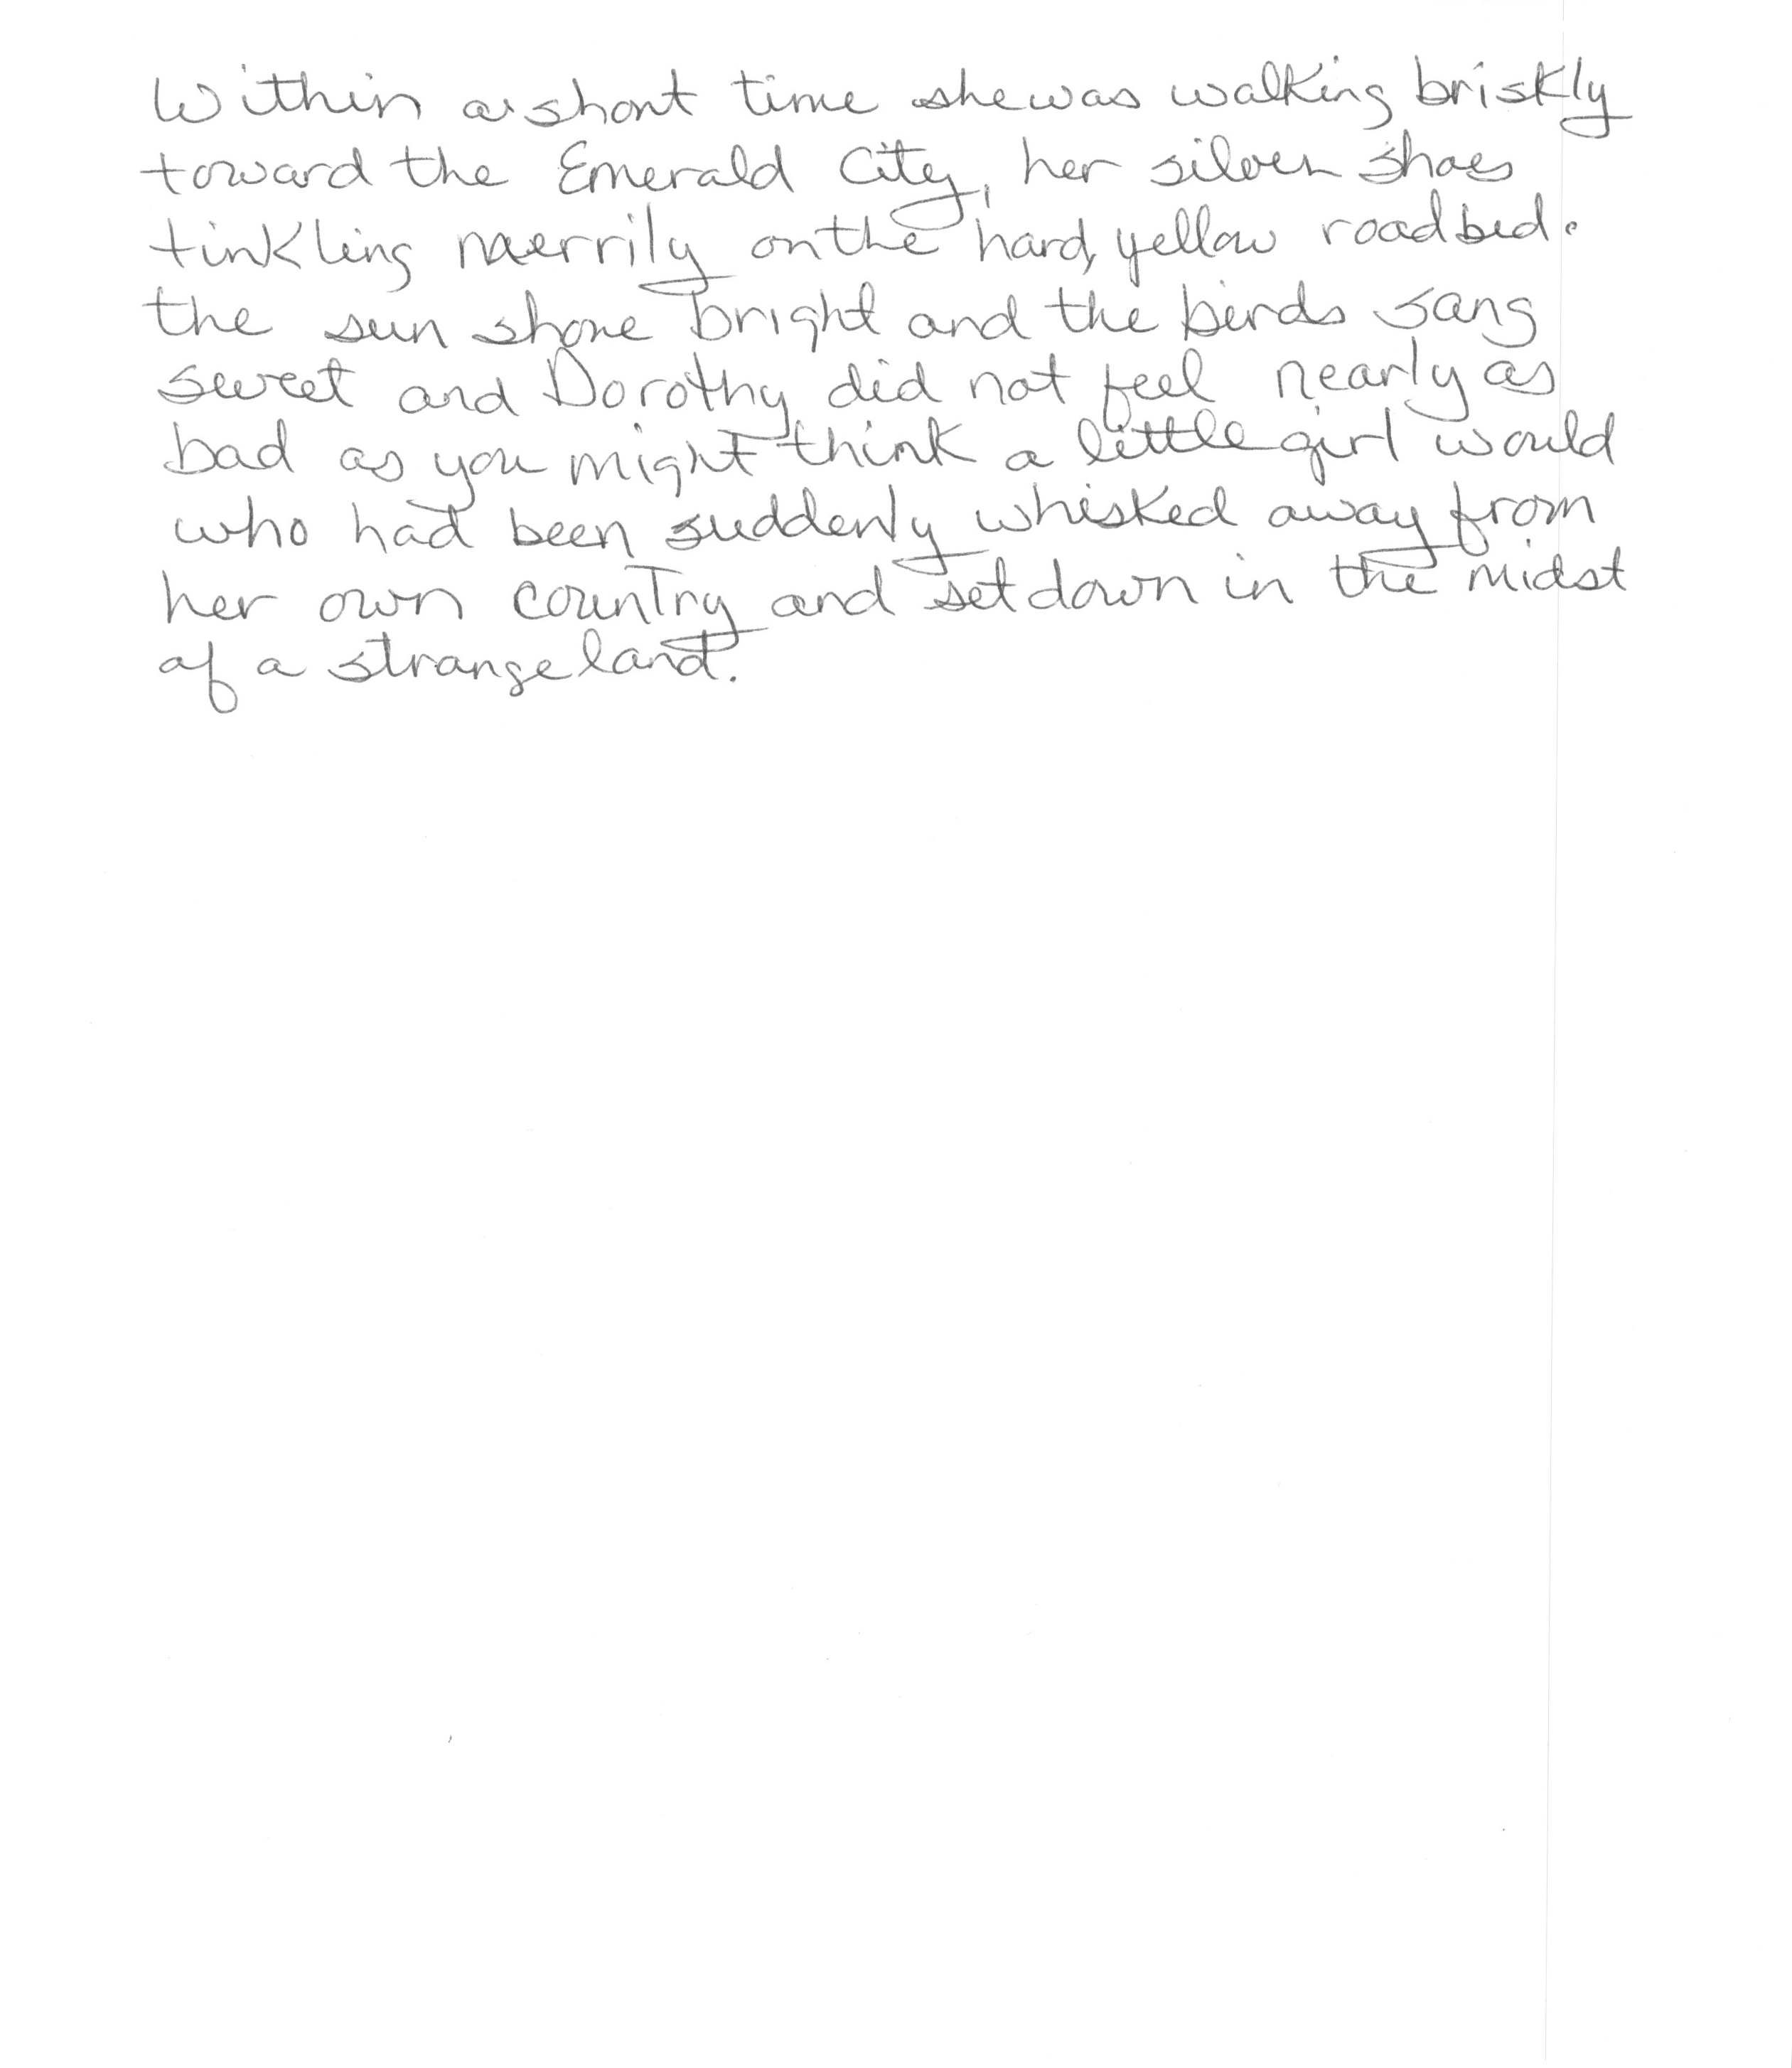 Within a short time she was walking briskly
toward the Emerald City, her silver shoes
tinkling merrily on the hard, yellow roadbed.
the sun shone bright and the birds sang
sweet and Dorothy did not feel nearly as
bad as you might think a little girl would
who had been suddenly whisked away from
her own country and set down in the midst
of a strange land.